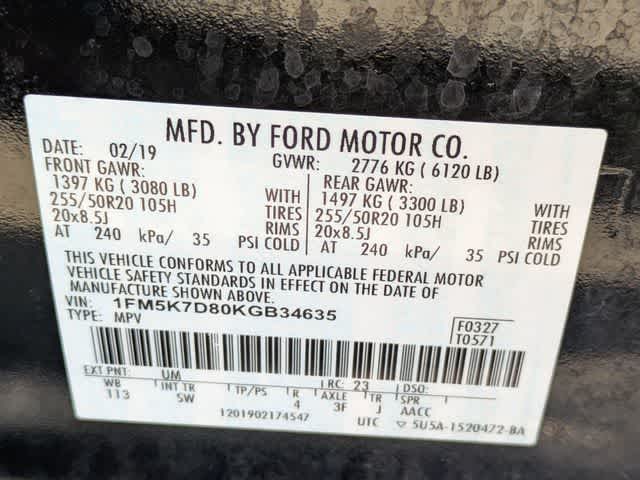 MFD. BY FORD MOTOR CO.
DATE: 02/19 GVWR: 2776 KG ( 6120 LB)
FRONT GAWR: REAR GAWR:
1397 KG ( 3080 LB) WITH 1497 KG ( 3300 LB) WITH
255/50R20 105H TIRES 255/50R20 105H TIRES
20x8.5J RIMS 20x8.5J RIMS
AT 240 kPa/ 35 PSI COLD AT 240 kPa/ 35 PSI COLD
THIS VEHICLE CONFORMS TO ALL APPLICABLE FEDERAL MOTOR
VEHICLE SAFETY STANDARDS IN EFFECT ON THE DATE OF
MANUFACTURE SHOWN ABOVE.
VIN: 1FM5K7D80KGB34635
TYPE: MPV F0327
T0571
EXT PNT: UM RC: 23 DSO:
WB INT TR TP/PS R AXLE TR SPR
113 SW 4 3F J AACC
1201902174547 UTC ▽ 5U5A-1520472-BA